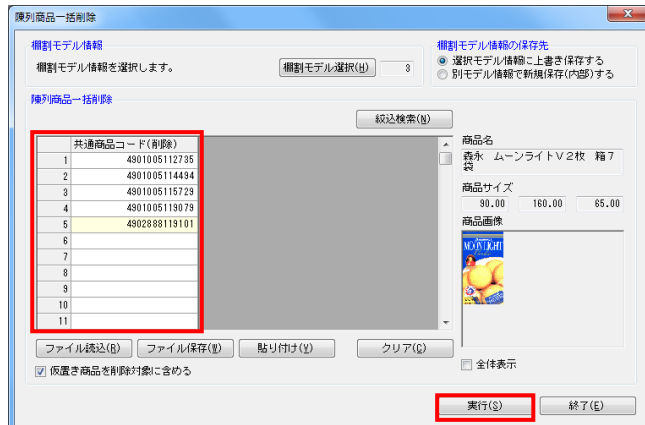 陳列商品一括削除
棚割モデル情報
棚割モデル情報を選択します。
棚割モデル選択(H)
3
棚割モデル情報の保存先
選択モデル情報に上書き保存する
別モデル情報で新規保存(内部)する
陳列商品一括削除
絞込検索(N)
共通商品コード(削除)
1 4901005112735
2 4901005114494
3 4901005115729
4 4901005119079
5 4902888119101
6
7
8
9
10
11
商品名
森永 ムーンライトV2枚 箱7
袋
商品サイズ
90.00 160.00 65.00
商品画像
MOONLIGHT
全体表示
ファイル読込(R) ファイル保存(W) 貼り付け(Y) クリア(C)
仮置き商品を削除対象に含める
実行(S) 終了(E)